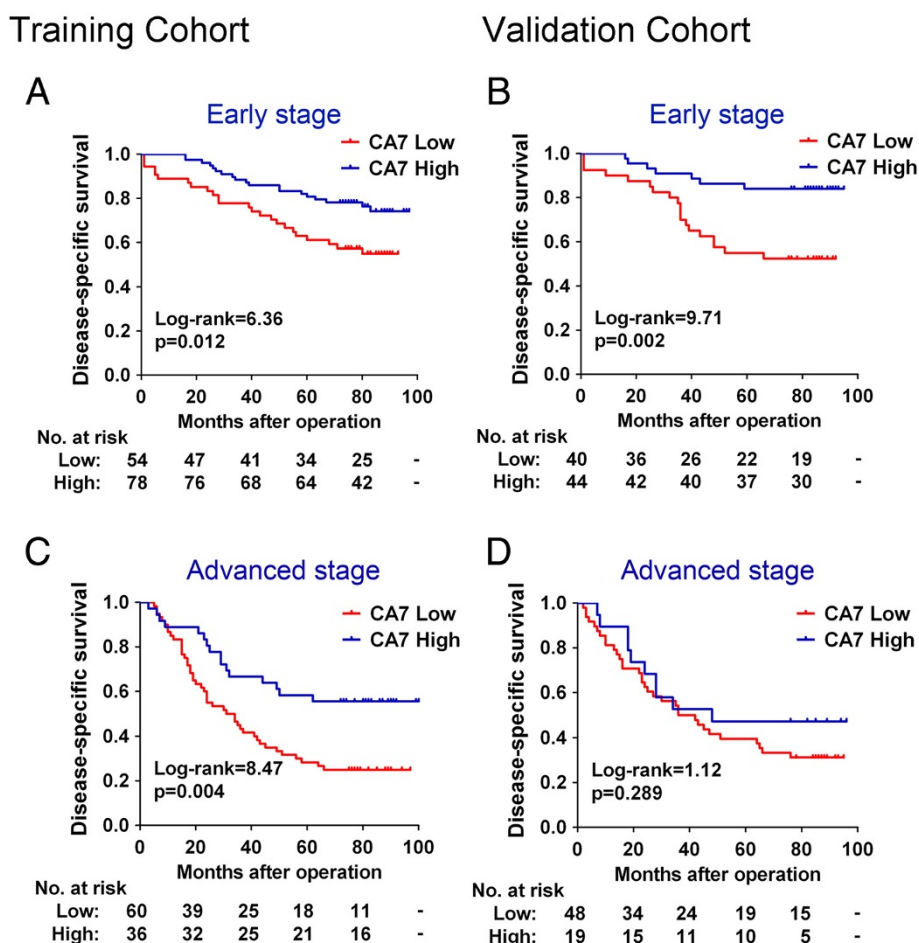 Training Cohort
Validation Cohort
A
Early stage
CA7 Low
CA7 High
Disease-specific survival
1.0
0.8
0.6
0.4
0.2
0.0
Log-rank=6.36
p=0.012
0 20 40 60 80 100
Months after operation
No. at risk
Low: 54 47 41 34 25 -
High: 78 76 68 64 42 -
B
Early stage
CA7 Low
CA7 High
Disease-specific survival
1.0
0.8
0.6
0.4
0.2
0.0
Log-rank=9.71
p=0.002
0 20 40 60 80 100
Months after operation
No. at risk
Low: 40 36 26 22 19 -
High: 44 42 40 37 30 -
C
Advanced stage
CA7 Low
CA7 High
Disease-specific survival
1.0
0.8
0.6
0.4
0.2
0.0
Log-rank=8.47
p=0.004
0 20 40 60 80 100
Months after operation
No. at risk
Low: 60 39 25 18 11 -
High: 36 32 25 21 16 -
D
Advanced stage
CA7 Low
CA7 High
Disease-specific survival
1.0
0.8
0.6
0.4
0.2
0.0
Log-rank=1.12
p=0.289
0 20 40 60 80 100
Months after operation
No. at risk
Low: 48 34 24 19 15 -
High: 19 15 11 10 5 -